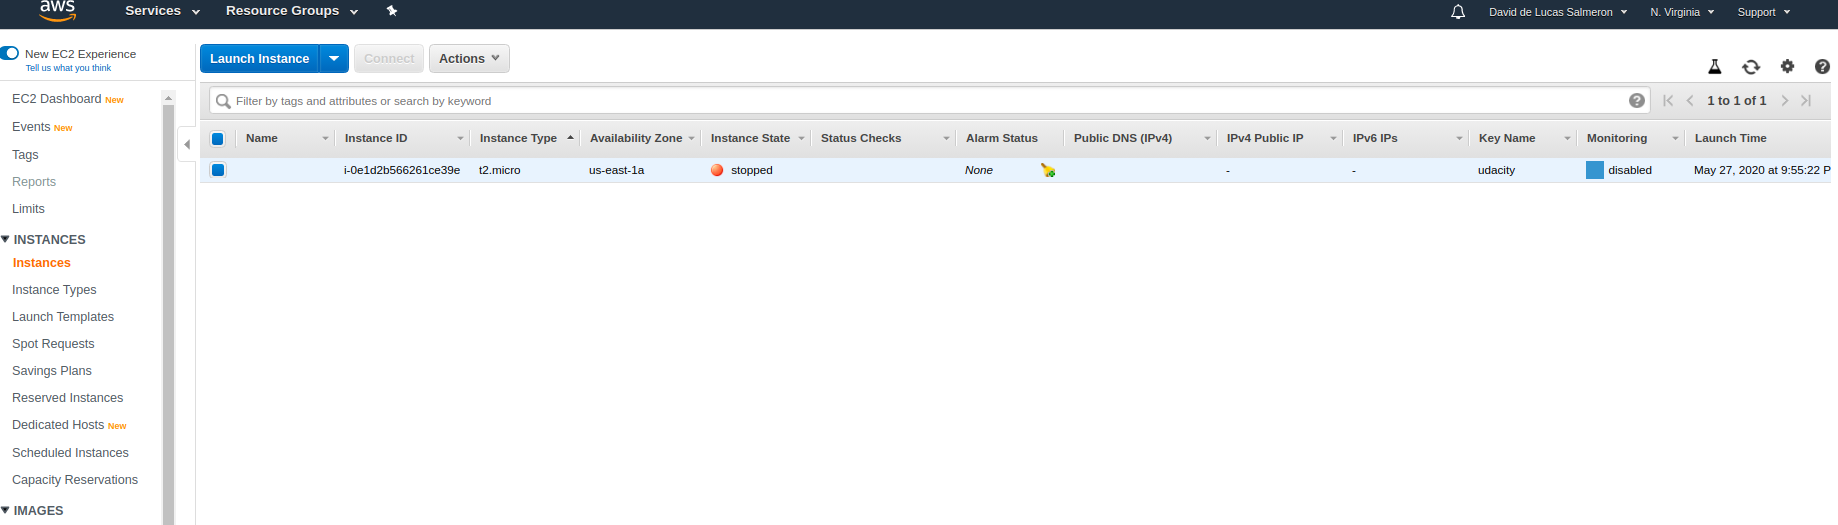 aws Services Resource Groups David de Lucas Salmeron N. Virginia Support
New EC2 Experience
Tell us what you think
Launch Instance Connect Actions
EC2 Dashboard New
Events New
Tags
Reports
Limits
INSTANCES
Instances
Instance Types
Launch Templates
Spot Requests
Savings Plans
Reserved Instances
Dedicated Hosts New
Scheduled Instances
Capacity Reservations
IMAGES
Filter by tags and attributes or search by keyword 1 to 1 of 1
Name Instance ID Instance Type Availability Zone Instance State Status Checks Alarm Status Public DNS (IPv4) IPv4 Public IP IPv6 IPs Key Name Monitoring Launch Time
i-0e1d2b566261ce39e t2.micro us-east-1a stopped None - - udacity disabled May 27, 2020 at 9:55:22 P